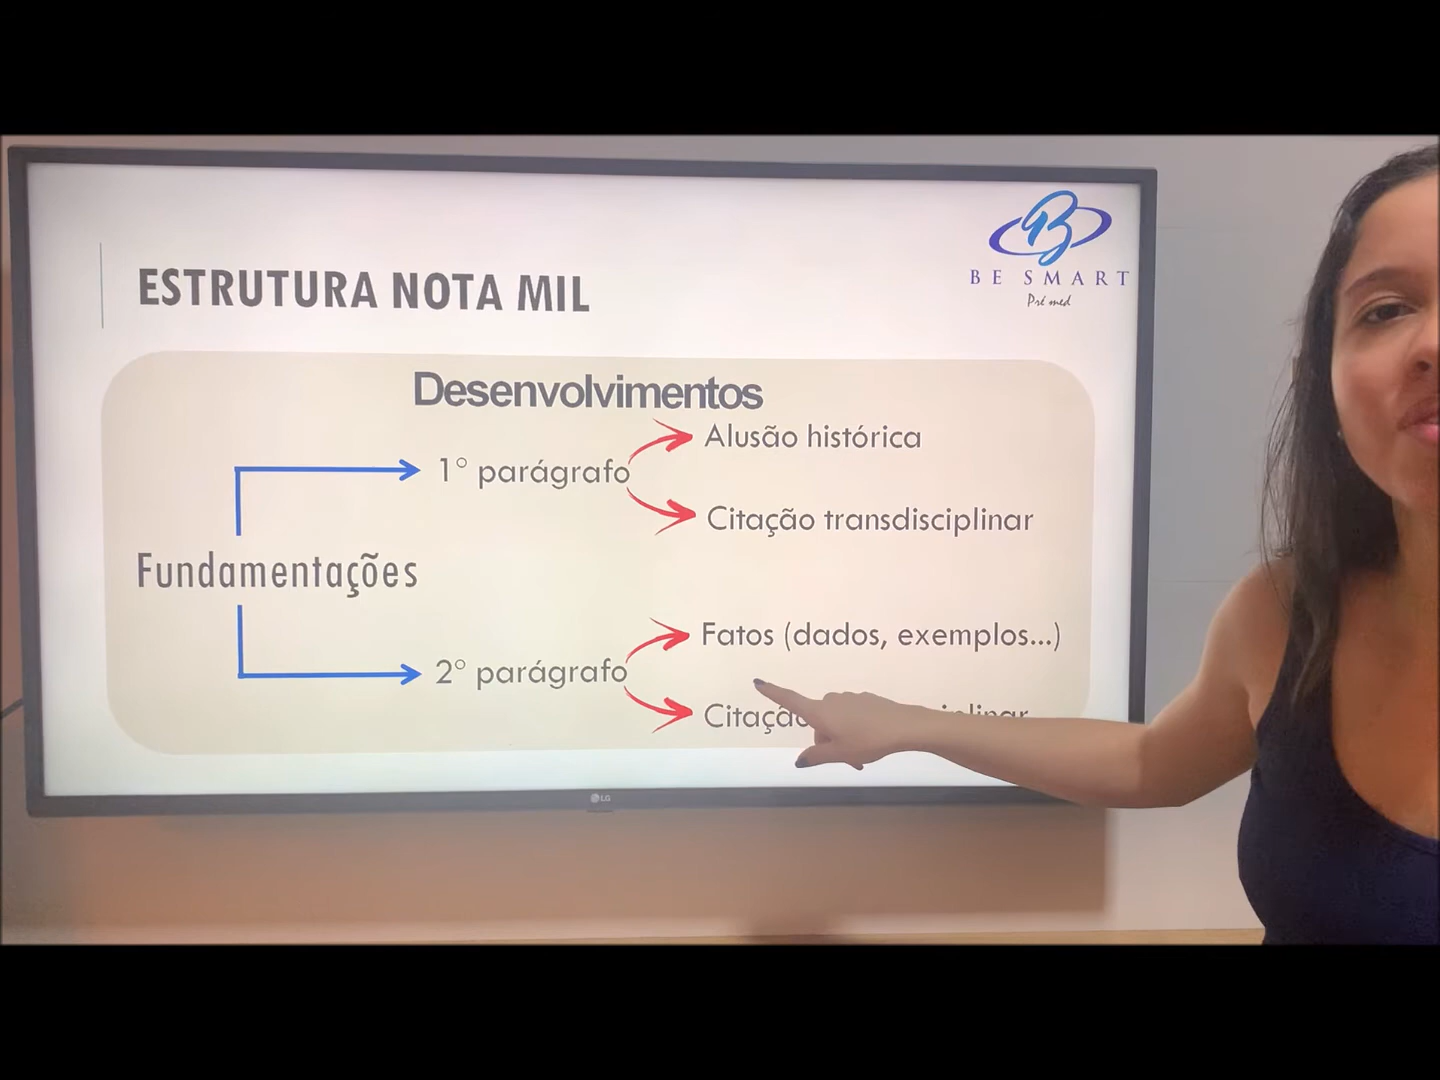 BE SMART
Pré med
ESTRUTURA NOTA MIL
Desenvolvimentos
Alusão histórica
1° parágrafo
Citação transdisciplinar
Fundamentações
Fatos (dados, exemplos...)
2° parágrafo
LG